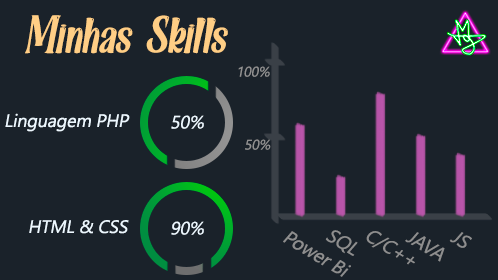 Minhas Skills
Linguagem PHP
50%
HTML & CSS
90%
100%
50%
Power Bi
SQL
C/C++
JAVA
JS